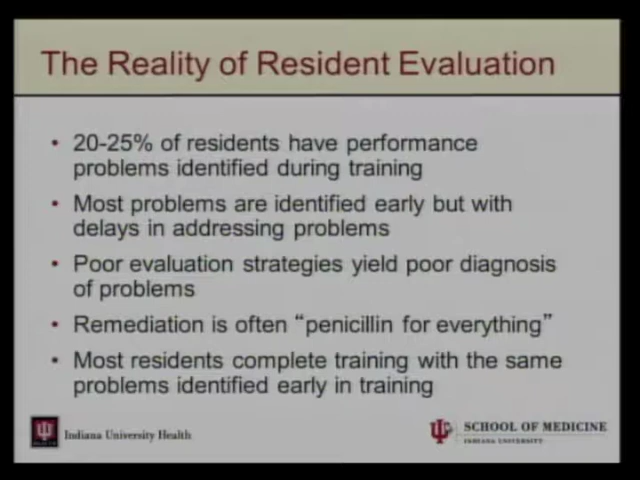 The Reality of Resident Evaluation
• 20-25% of residents have performance
problems identified during training
• Most problems are identified early but with
delays in addressing problems
• Poor evaluation strategies yield poor diagnosis
of problems
• Remediation is often “penicillin for everything”
• Most residents complete training with the same
problems identified early in training
Indiana University Health
SCHOOL OF MEDICINE
INDIANA UNIVERSITY